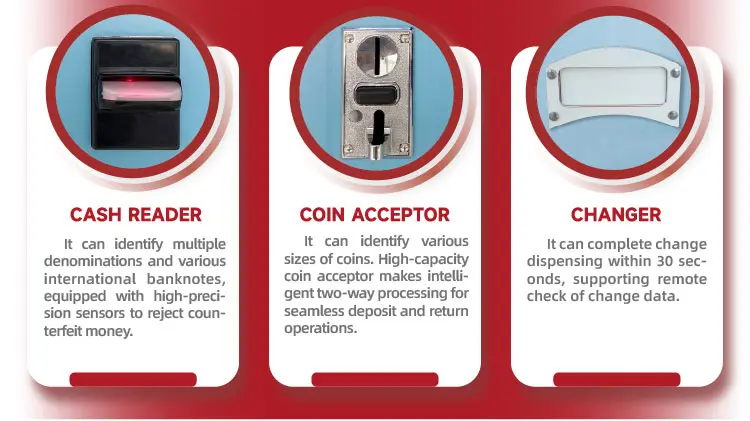 CASH READER
It can identify multiple
denominations and various
international banknotes,
equipped with high-preci-
sion sensors to reject coun-
terfeit money.
COIN ACCEPTOR
It can identify various
sizes of coins. High-capacity
coin acceptor makes intelli-
gent two-way processing for
seamless deposit and return
operations.
CHANGER
It can complete change
dispensing within 30 sec-
onds, supporting remote
check of change data.